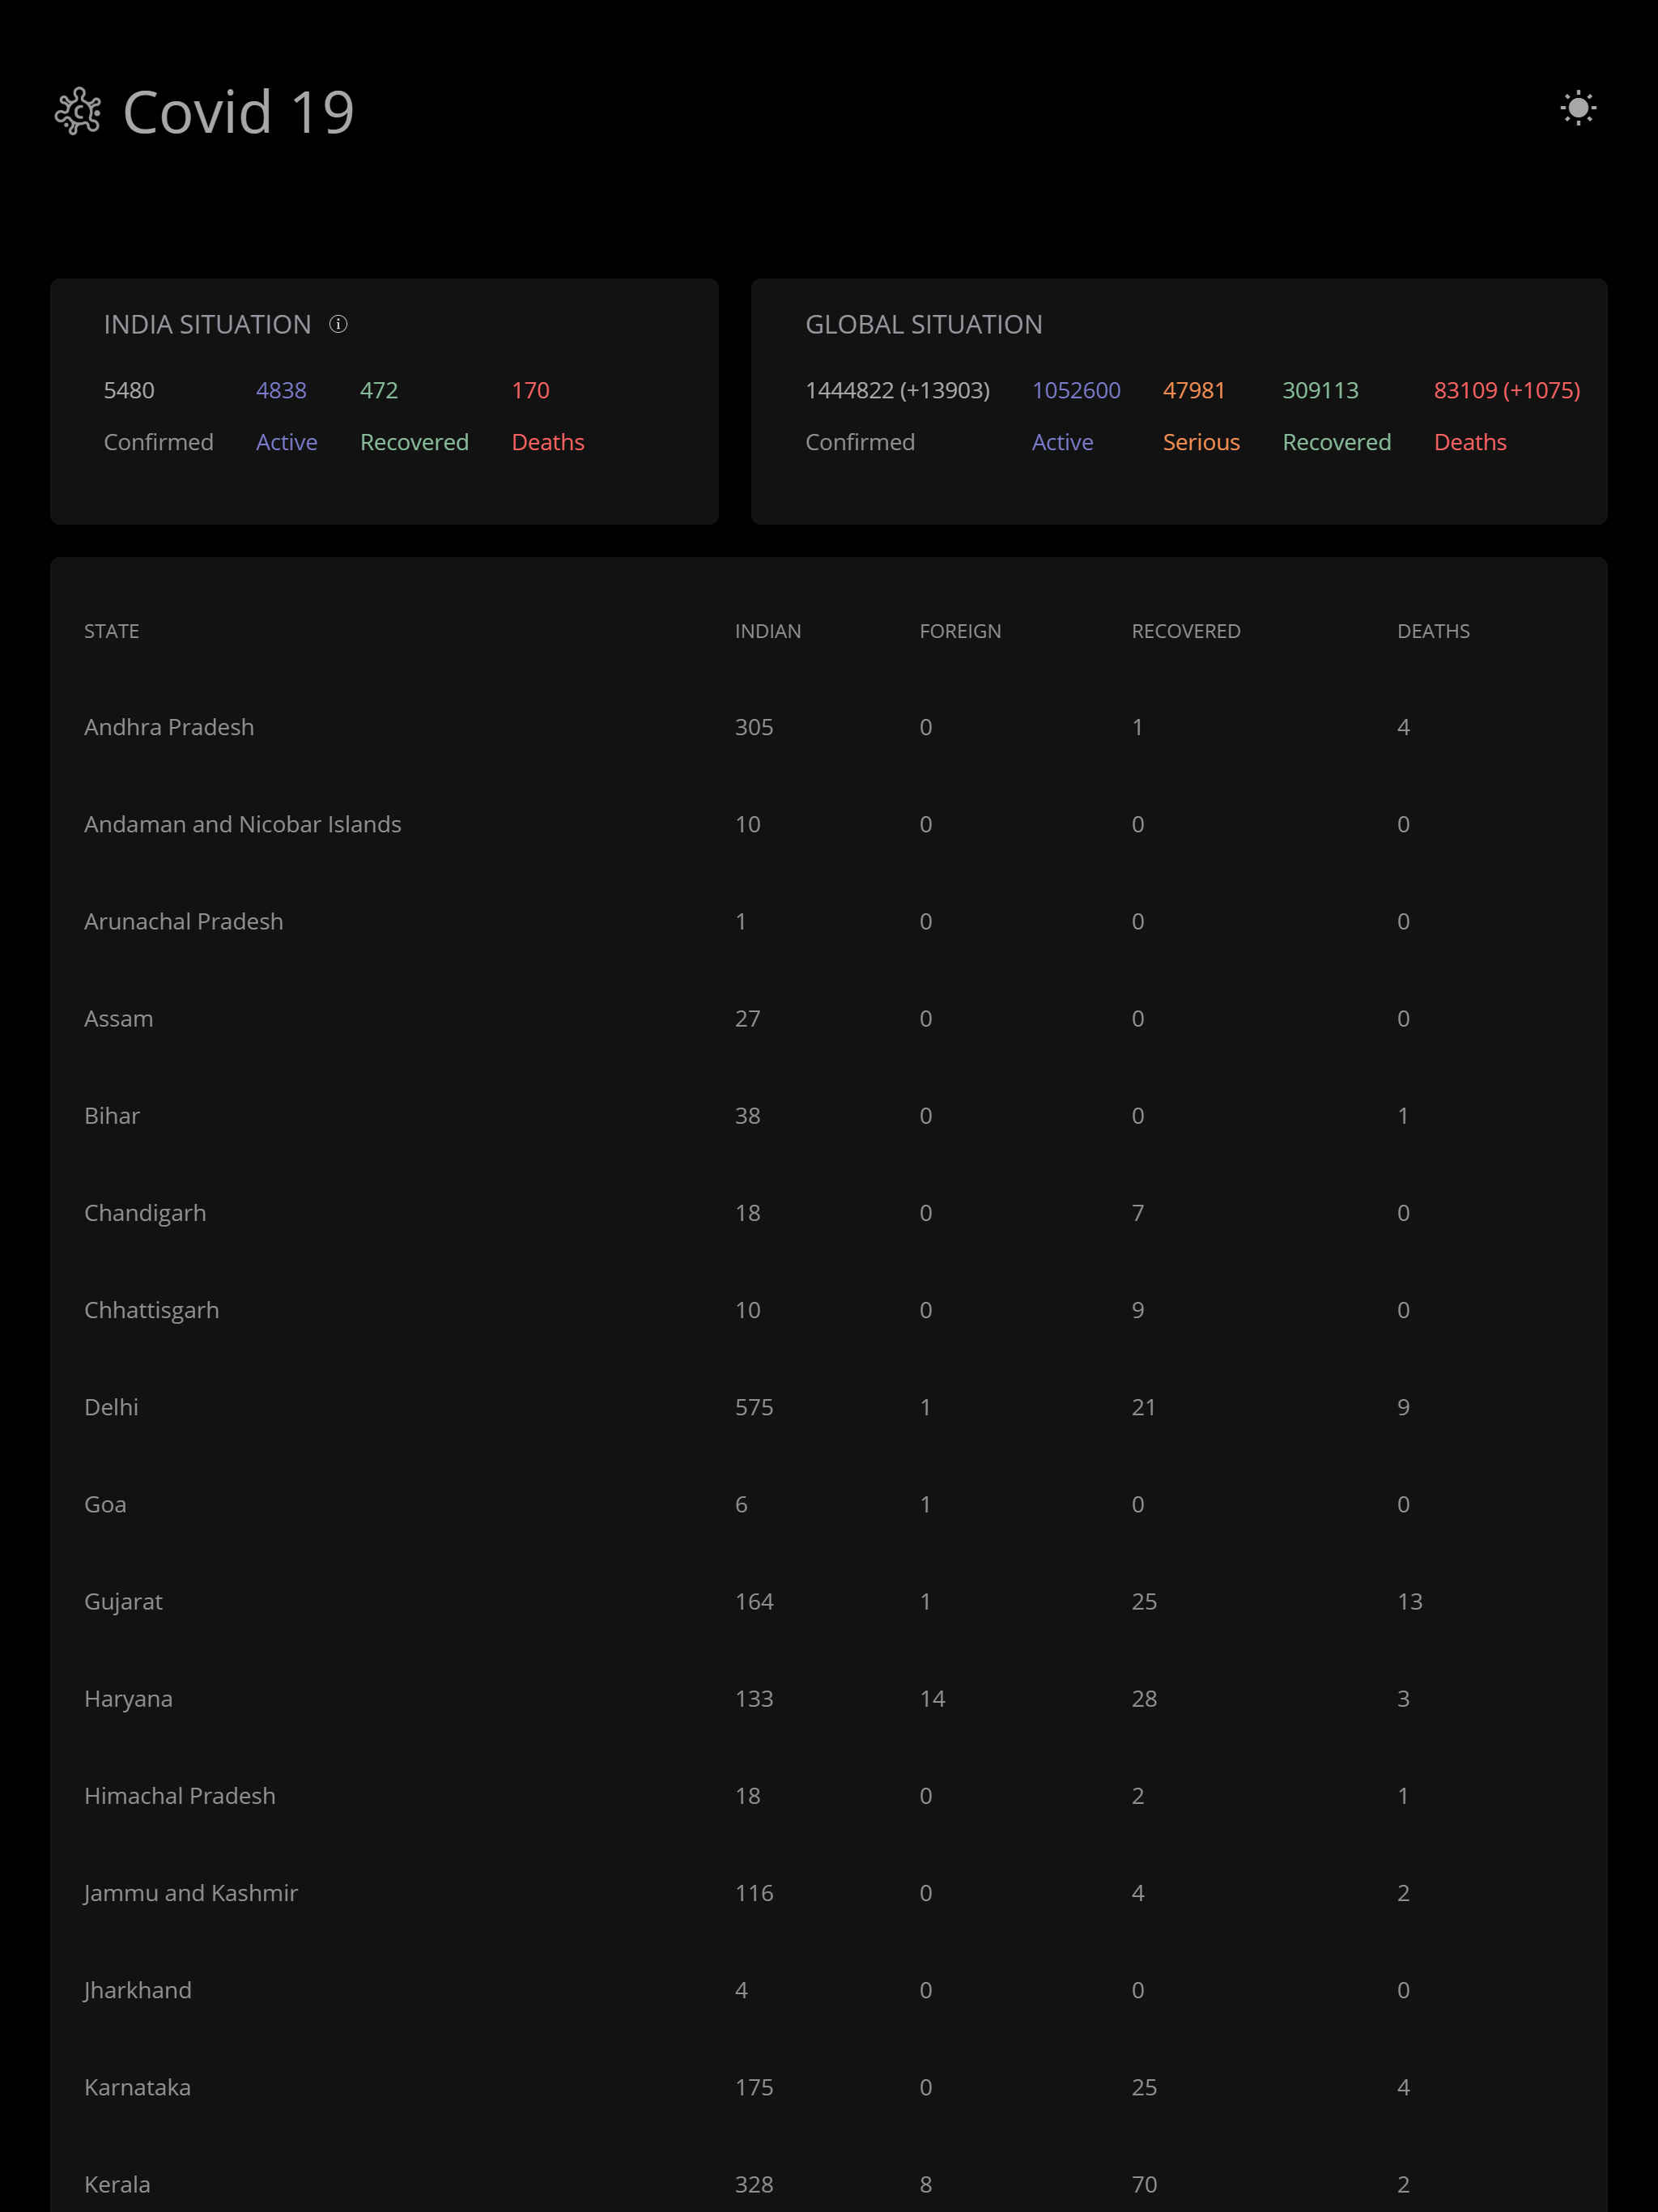 Covid 19
INDIA SITUATION
5480 4838 472 170
Confirmed Active Recovered Deaths
GLOBAL SITUATION
1444822 (+13903) 1052600 47981 309113 83109 (+1075)
Confirmed Active Serious Recovered Deaths
STATE INDIAN FOREIGN RECOVERED DEATHS
Andhra Pradesh 305 0 1 4
Andaman and Nicobar Islands 10 0 0 0
Arunachal Pradesh 1 0 0 0
Assam 27 0 0 0
Bihar 38 0 0 1
Chandigarh 18 0 7 0
Chhattisgarh 10 0 9 0
Delhi 575 1 21 9
Goa 6 1 0 0
Gujarat 164 1 25 13
Haryana 133 14 28 3
Himachal Pradesh 18 0 2 1
Jammu and Kashmir 116 0 4 2
Jharkhand 4 0 0 0
Karnataka 175 0 25 4
Kerala 328 8 70 2